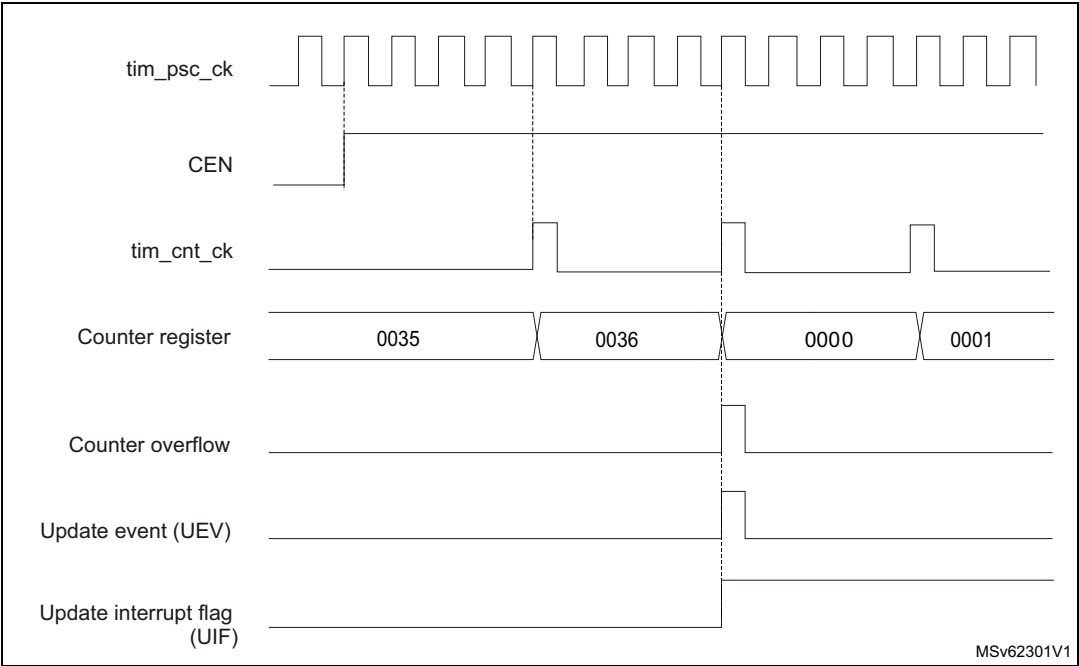 tim_psc_ck
CEN
tim_cnt_ck
Counter register
0035
0036
0000
0001
Counter overflow
Update event (UEV)
Update interrupt flag
(UIF)
MSv62301V1